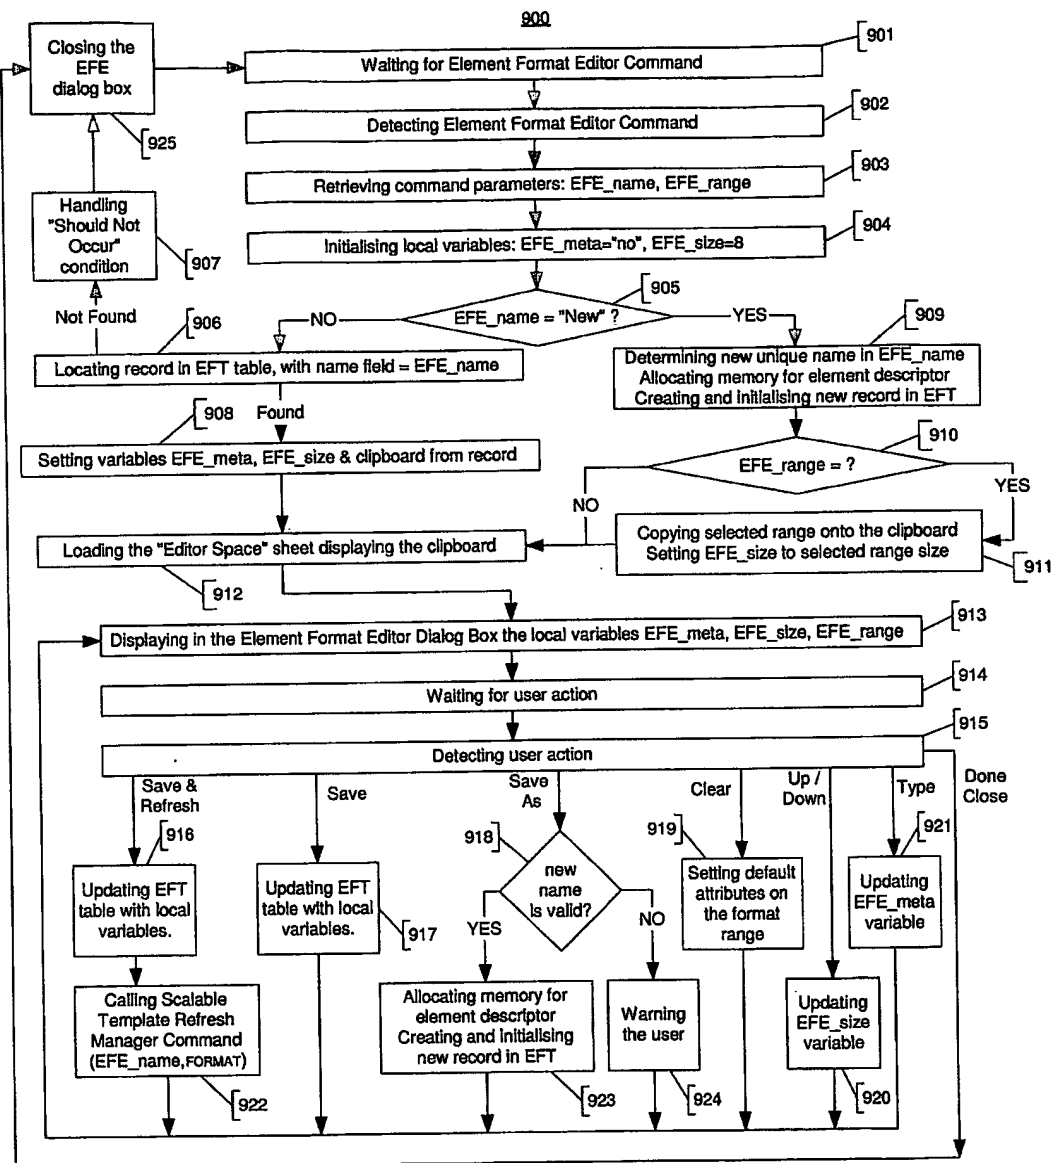 900
Closing the
EFE
dialog box
925
Waiting for Element Format Editor Command
901
Detecting Element Format Editor Command
902
Retrieving command parameters: EFE_name, EFE_range
903
Initialising local variables: EFE_meta="no", EFE_size=8
904
Handling
"Should Not
Occur"
condition
907
Not Found
905
EFE_name = "New" ?
NO
YES
906
Locating record in EFT table, with name field = EFE_name
909
Determining new unique name in EFE_name
Allocating memory for element descriptor
Creating and initialising new record in EFT
908
Found
Setting variables EFE_meta, EFE_size & clipboard from record
910
EFE_range = ?
YES
NO
Copying selected range onto the clipboard
Setting EFE_size to selected range size
911
Loading the "Editor Space" sheet displaying the clipboard
912
Displaying in the Element Format Editor Dialog Box the local variables EFE_meta, EFE_size, EFE_range
913
Waiting for user action
914
Detecting user action
915
Save &
Refresh
Save
Save
As
Clear
Up /
Down
Type
Done
Close
916
Updating EFT
table with local
variables.
Updating EFT
table with local
variables.
917
918
new
name
is valid?
YES
NO
919
Setting default
attributes on
the format
range
921
Updating
EFE_meta
variable
Calling Scalable
Template Refresh
Manager Command
(EFE_name,FORMAT)
922
Allocating memory for
element descriptor
Creating and initialising
new record in EFT
923
Warning
the user
924
Updating
EFE_size
variable
920